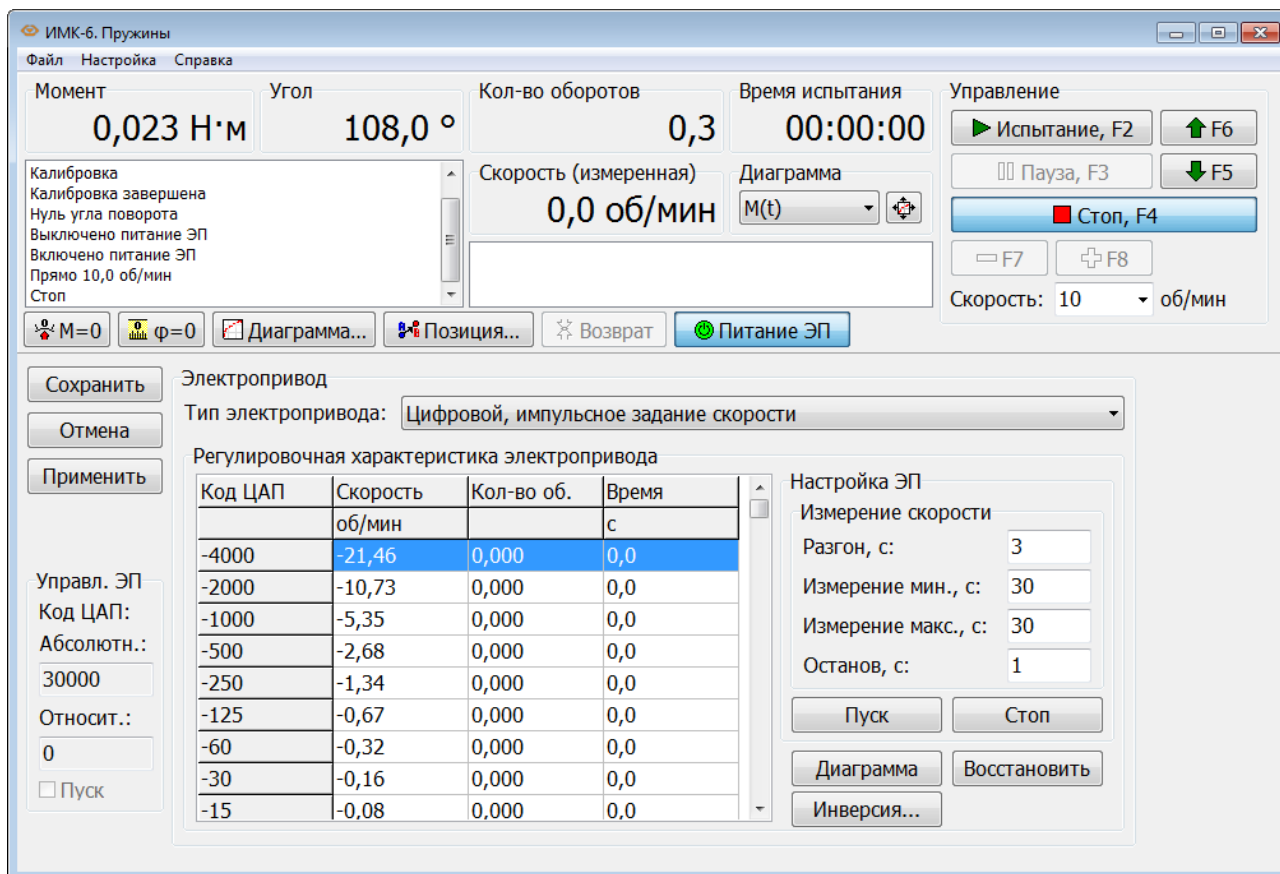 ИМК-6. Пружины
Файл Настройка Справка
Момент Угол Кол-во оборотов Время испытания Управление
0,023 Н·м 108,0 ° 0,3 00:00:00 Испытание, F2 F6
Калибровка Скорость (измеренная) Диаграмма Пауза, F3 F5
Калибровка завершена
Нуль угла поворота 0,0 об/мин M(t) Стоп, F4
Выключено питание ЭП
Включено питание ЭП F7 F8
Прямо 10,0 об/мин
Стоп Скорость: 10 об/мин
M=0 φ=0 Диаграмма... Позиция... Возврат Питание ЭП
Сохранить
Отмена
Применить
Управл. ЭП
Код ЦАП:
Абсолютн.:
30000
Относит.:
0
Пуск
Электропривод
Тип электропривода: Цифровой, импульсное задание скорости
Регулировочная характеристика электропривода
Код ЦАП Скорость Кол-во об. Время
об/мин с
-4000 -21,46 0,000 0,0
-2000 -10,73 0,000 0,0
-1000 -5,35 0,000 0,0
-500 -2,68 0,000 0,0
-250 -1,34 0,000 0,0
-125 -0,67 0,000 0,0
-60 -0,32 0,000 0,0
-30 -0,16 0,000 0,0
-15 -0,08 0,000 0,0
Настройка ЭП
Измерение скорости
Разгон, с: 3
Измерение мин., с: 30
Измерение макс., с: 30
Останов, с: 1
Пуск Стоп
Диаграмма Восстановить
Инверсия...